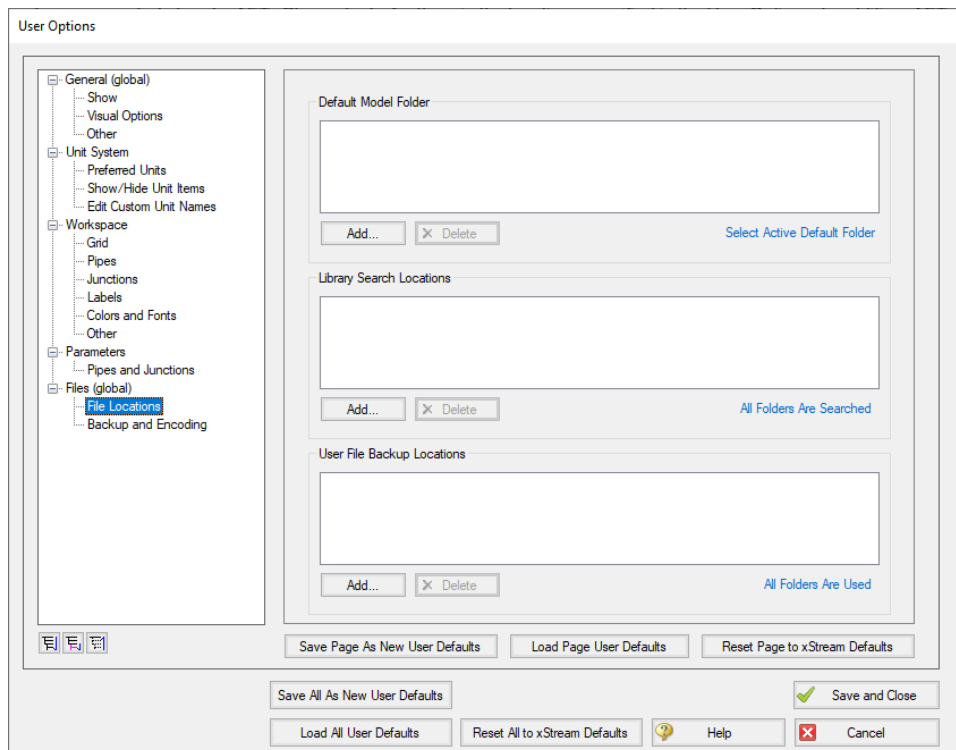 User Options
General (global)
Show
Visual Options
Other
Unit System
Preferred Units
Show/Hide Unit Items
Edit Custom Unit Names
Workspace
Grid
Pipes
Junctions
Labels
Colors and Fonts
Other
Parameters
Pipes and Junctions
Files (global)
File Locations
Backup and Encoding
Default Model Folder
Add... Delete Select Active Default Folder
Library Search Locations
Add... Delete All Folders Are Searched
User File Backup Locations
Add... Delete All Folders Are Used
Save Page As New User Defaults Load Page User Defaults Reset Page to xStream Defaults
Save All As New User Defaults Save and Close
Load All User Defaults Reset All to xStream Defaults Help Cancel